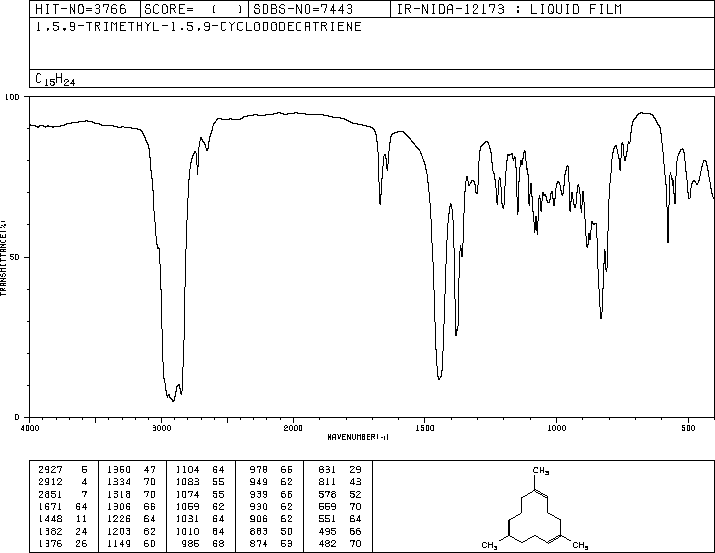 HIT-NO=3766 SCORE= ( ) SDBS-NO=7443 IR-NIDA-12173 : LIQUID FILM
1,5,9-TRIMETHYL-1,5,9-CYCLODODECATRIENE
C15H24
100
50
0
TRANSMITTANCE(%)
4000 3000 2000 1500 1000 500
WAVENUMBER(-1)
2927 6 1360 47 1104 64 978 66 831 29
2912 4 1334 70 1083 55 949 62 811 43
2851 7 1318 70 1074 55 939 66 578 52
1671 64 1306 66 1059 62 930 62 559 70
1448 11 1226 64 1031 64 906 62 551 64
1382 24 1203 62 1010 84 883 50 495 66
1376 26 1149 60 986 68 874 53 482 70
CH3
CH3
CH3